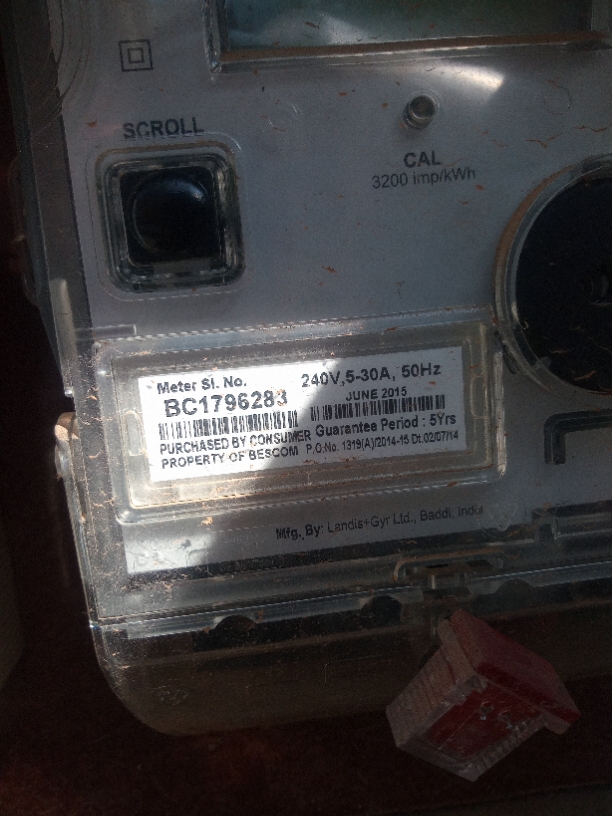 SCROLL
CAL
3200 imp/kWh
Meter Sl. No.
240V,5-30A, 50Hz
BC1796283
JUNE 2015
Guarantee Period : 5Yrs
PURCHASED BY CONSUMER
P.O.No. 1319(A)/2014-15 Dt.02/07/14
PROPERTY OF BESCOM
Mfg. By: Landis+Gyr Ltd., Baddi,